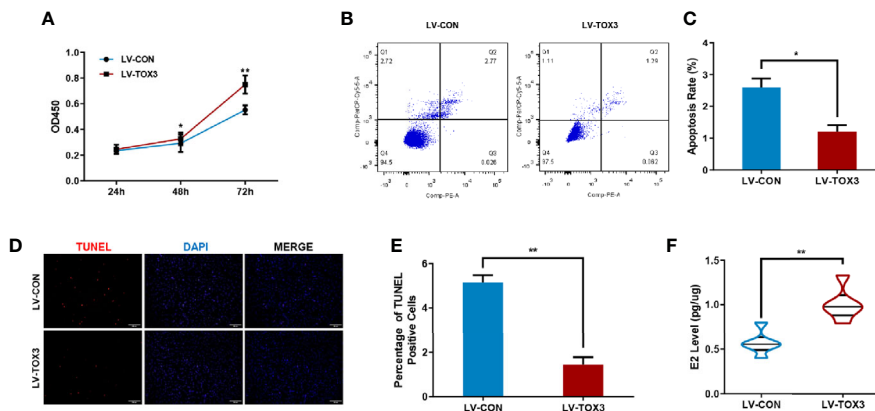 A
LV-CON
LV-TOX3
OD450
1.0
0.8
0.6
0.4
0.2
0.0
*
**
24h
48h
72h
B
LV-CON
LV-TOX3
Q1
2.72
Q2
2.77
Q4
94.5
Q3
0.026
Comp-PE-A
Q1
1.11
Q2
Q4
97.5
Q3
Comp-PE-A
C
Apoptosis Rate (%)
4
3
2
1
0
*
LV-CON
LV-TOX3
D
TUNEL
DAPI
MERGE
LV-CON
LV-TOX3
E
Percentage of TUNEL
Positive Cells
6
4
2
0
**
LV-CON
LV-TOX3
F
E2 Level (pg/ug)
1.5
1.0
0.5
0.0
**
LV-CON
LV-TOX3